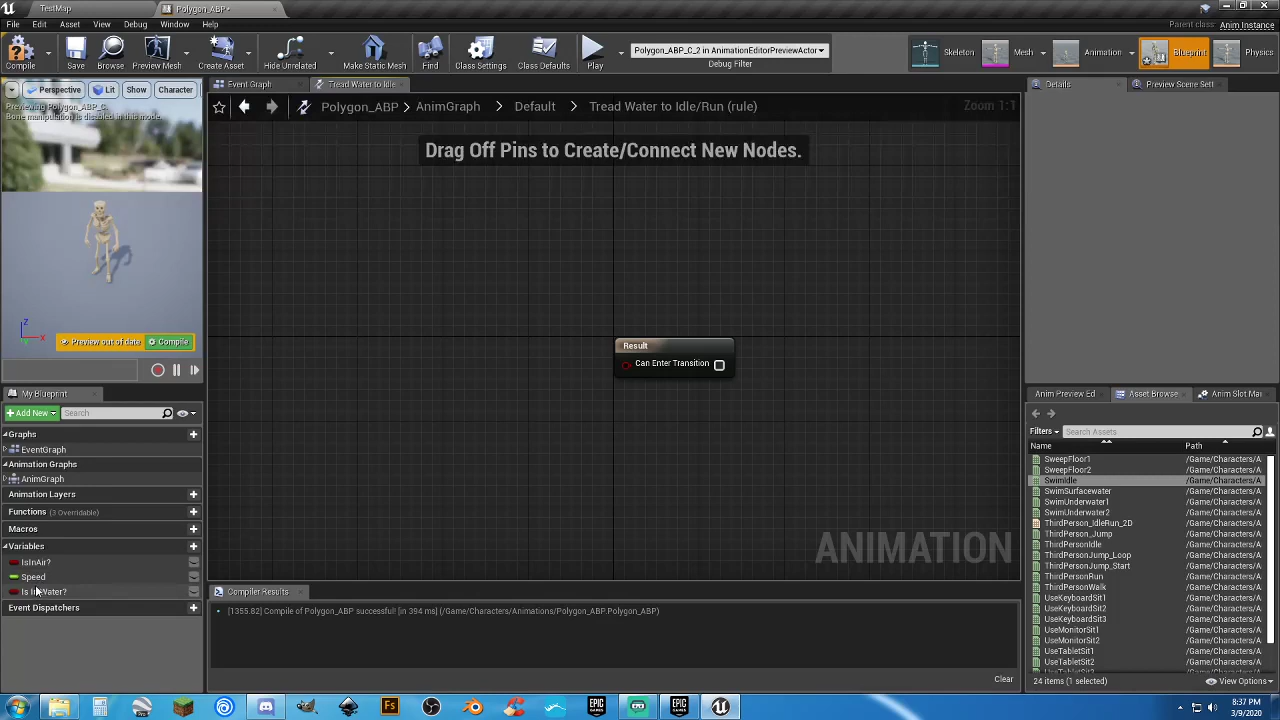 TestMap
Polygon_ABP*
File
Edit
Asset
View
Debug
Window
Help
Parent class: Anim Instance
Compile
Save
Browse
Preview Mesh
Create Asset
Hide Unrelated
Make Static Mesh
Find
Class Settings
Class Defaults
Play
Polygon_ABP_C_2 in AnimationEditorPreviewActor
Debug Filter
Skeleton
Mesh
Animation
Blueprint
Physics
Perspective
Lit
Show
Character
Previewing Polygon_ABP_C.
Bone manipulation is disabled in this mode.
Z
X
Preview out of date
Compile
Event Graph
Tread Water to Idle/
Polygon_ABP
AnimGraph
Default
Tread Water to Idle/Run (rule)
Zoom 1:1
Drag Off Pins to Create/Connect New Nodes.
Result
Can Enter Transition
ANIMATION
Details
Preview Scene Sett
My Blueprint
Add New
Search
Graphs
EventGraph
Animation Graphs
AnimGraph
Animation Layers
Functions (3 Overridable)
Macros
Variables
IsInAir?
Speed
Event Dispatchers
Compiler Results
[1355.82] Compile of Polygon_ABP successful! [in 394 ms] (/Game/Characters/Animations/Polygon_ABP.Polygon_ABP)
Clear
Anim Preview Ed
Asset Browse
Anim Slot Ma
Filters
Search Assets
Name
Path
SweepFloor1 /Game/Characters/A
SweepFloor2 /Game/Characters/A
SwimIdle /Game/Characters/A
SwimSurfacewater /Game/Characters/A
SwimUnderwater1 /Game/Characters/A
SwimUnderwater2 /Game/Characters/A
ThirdPerson_IdleRun_2D /Game/Characters/A
ThirdPerson_Jump /Game/Characters/A
ThirdPersonIdle /Game/Characters/A
ThirdPersonJump_Loop /Game/Characters/A
ThirdPersonJump_Start /Game/Characters/A
ThirdPersonRun /Game/Characters/A
ThirdPersonWalk /Game/Characters/A
UseKeyboardSit1 /Game/Characters/A
UseKeyboardSit2 /Game/Characters/A
UseKeyboardSit3 /Game/Characters/A
UseMonitorSit1 /Game/Characters/A
UseMonitorSit2 /Game/Characters/A
UseTabletSit1 /Game/Characters/A
UseTabletSit2 /Game/Characters/A
24 items (1 selected)
View Options
Fs
EPIC GAMES
EPIC GAMES
8:37 PM
3/9/2020